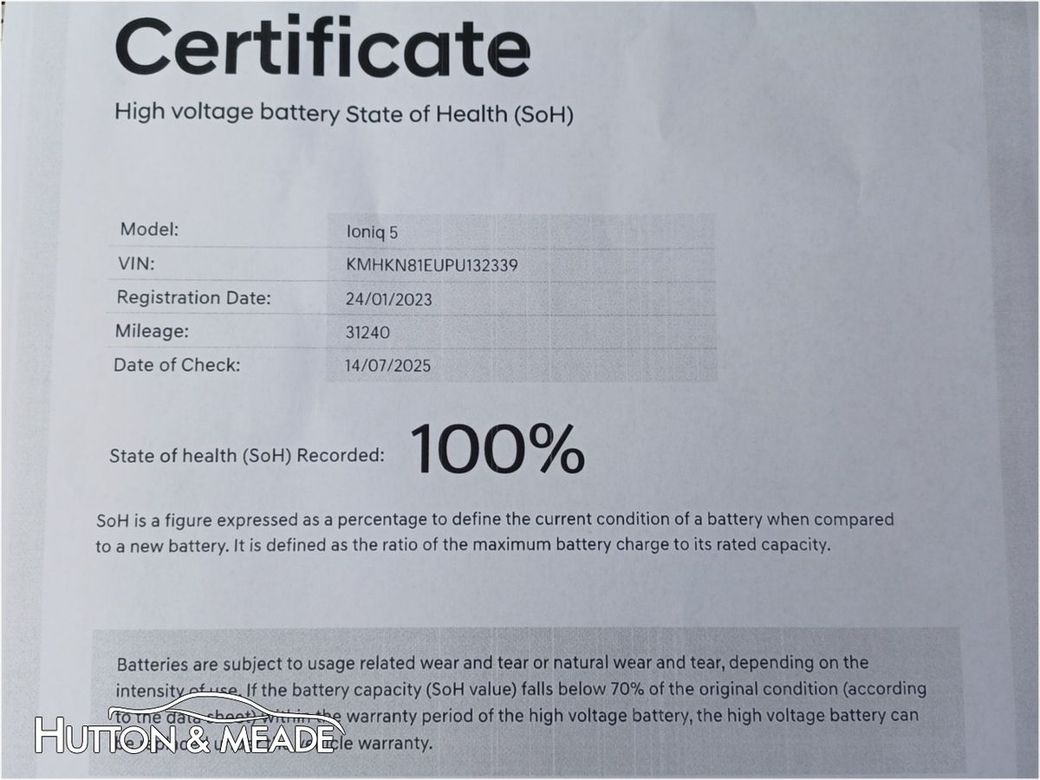 Certificate
High voltage battery State of Health (SoH)
Model: Ioniq 5
VIN: KMHKN81EUPU132339
Registration Date: 24/01/2023
Mileage: 31240
Date of Check: 14/07/2025
State of health (SoH) Recorded: 100%
SoH is a figure expressed as a percentage to define the current condition of a battery when compared
to a new battery. It is defined as the ratio of the maximum battery charge to its rated capacity.
Batteries are subject to usage related wear and tear or natural wear and tear, depending on the
intensity of use. If the battery capacity (SoH value) falls below 70% of the original condition (according
to the data sheet) within the warranty period of the high voltage battery, the high voltage battery can
warranty.
HUTTON & MEADE